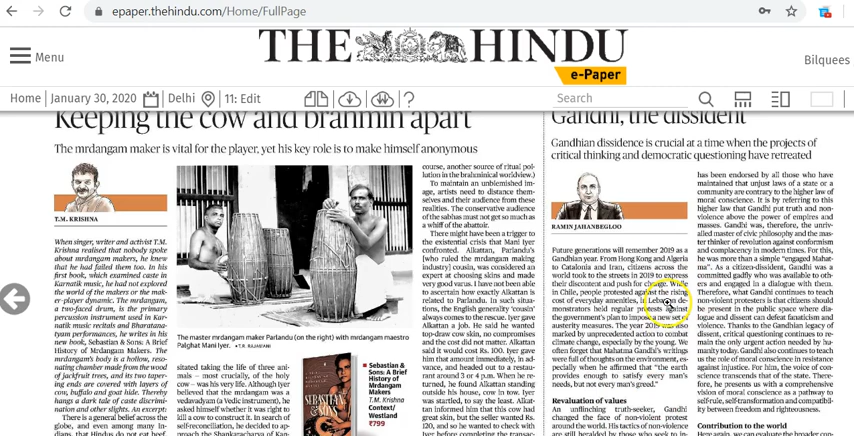 epaper.thehindu.com/Home/FullPage
Menu
THE HINDU
e-Paper
Bilquees
Home | January 30, 2020 Delhi 11: Edit
Search
Keeping the cow and brahmin apart
The mrdangam maker is vital for the player, yet his key role is to make himself anonymous
T.M. KRISHNA
When singer, writer and activist T.M.
Krishna realised that nobody spoke
about mrdangam makers, he knew
that he had failed them too. In his
first book, which examined caste in
Karnatik music, he had not explored
the world of the makers or the mak-
er-player dynamic. The mrdangam,
a two-faced drum, is the primary
percussion instrument used in Kar-
natik music recitals and Bharatana-
tyam performances, he writes in his
new book, Sebastian & Sons: A Brief
History of Mrdangam Makers. The
mrdangam's body is a hollow, reso-
nating chamber made from the wood
of jackfruit trees, and its two taper-
ing ends are covered with layers of
cow, buffalo and goat hide. Thereby
hangs a dark tale of caste discrimi-
nation and other slights. An excerpt:
There is a general belief across the
globe, and even among many In-
dians, that Hindus do not eat beef.
The master mrdangam maker Parlandu (on the right) with mrdangam maestro
Palghat Mani Iyer. • T.R. RAJAMANI
situated taking the life of three ani-
mals — most crucially, of the holy
cow – was his very life. Although Iyer
believed that the mrdangam was a
vedavadyam (a Vedic instrument), he
asked himself whether it was right to
kill a cow to construct it. In search of
self-reconciliation, he decided to ap-
proach the Shankaracharya of Kan-
SEBASTIAN
& SONS
Sebastian &
Sons: A Brief
History of
Mrdangam
Makers
T.M. Krishna
Context/
Westland
₹799
course, another source of ritual pol-
lution in the brahminical worldview.)
To maintain an unblemished im-
age, artists need to distance them-
selves and their audience from these
realities. The conservative audience
of the sabhas must not get so much as
a whiff of the abattoir.
There might have been a trigger to
the existential crisis that Mani Iyer
confronted. Alkattan, Parlandu's
(who ruled the mrdangam making
industry) cousin, was considered an
expert at choosing skins and made
very good varus. I have not been able
to ascertain how exactly Alkattan is
related to Parlandu. In such situa-
tions, the English generality 'cousin'
always comes to the rescue. Iyer gave
Alkattan a job. He said he wanted
top-draw cow skin, no compromises
and the cost did not matter. Alkattan
said it would cost Rs. 100. Iyer gave
him that amount immediately, in ad-
vance, and headed out to a restau-
rant around 3 or 4 p.m. When he re-
turned, he found Alkattan standing
outside his house, cow in tow. Iyer
was startled, to say the least. Alkat-
tan informed him that this cow had
great skin, but the seller wanted Rs.
120, and so he wanted to check with
Iyer before completing the transac-
Gandhi, the dissident
Gandhian dissidence is crucial at a time when the projects of
critical thinking and democratic questioning have retreated
RAMIN JAHANBEGLOO
Future generations will remember 2019 as a
Gandhian year. From Hong Kong and Algeria
to Catalonia and Iran, citizens across the
world took to the streets in 2019 to express
their discontent and push for change. While
in Chile, people protested against the rising
cost of everyday amenities, in de-
monstrators held regular against
the government's plan to impose a new set of
austerity measures. The year 2019 was also
marked by unprecedented action to combat
climate change, especially by the young. We
often forget that Mahatma Gandhi's writings
were full of thoughts on the environment, es-
pecially when he affirmed that "the earth
provides enough to satisfy every man's
needs, but not every man's greed."
Revaluation of values
An unflinching truth-seeker, Gandhi
changed the face of non-violent protest
around the world. His tactics of non-violence
are still heralded by those who seek to
has been endorsed by all those who have
maintained that unjust laws of a state or a
community are contrary to the higher law of
moral conscience. It is by referring to this
higher law that Gandhi put truth and non-
violence above the power of empires and
masses. Gandhi was, therefore, the unri-
valled master of civic philosophy and the mas-
ter thinker of revolution against conformism
and complacency in modern times. For this,
he was more than a simple "engaged Mahat-
ma". As a citizen-dissident, Gandhi was a
committed gadfly who was available to oth-
ers and engaged in a dialogue with them.
Therefore, what Gandhi continues to teach
non-violent protesters is that citizens should
be present in the public space where dia-
logue and dissent can defeat fanaticism and
violence. Thanks to the Gandhian legacy of
dissent, critical questioning continues to re-
main the only urgent action needed by hu-
manity today. Gandhi also continues to teach
us the role of moral conscience in resistance
against injustice. For him, the voice of con-
science transcends that of the state. There-
fore, he presents us with a comprehensive
vision of moral conscience as a pathway to
self-rule, self-transformation and compatibil-
ity between freedom and righteousness.
Contribution to the world
Here again, we can evaluate the broader con-